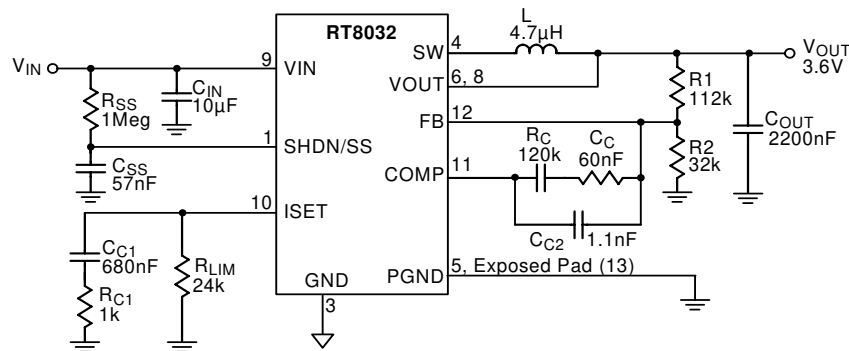 RT8032
L
4.7µH
VIN
9
VIN
SW
4
VOUT
3.6V
VOUT
6, 8
RSS
1Meg
CIN
10µF
R1
112k
FB
12
COUT
2200nF
1
SHDN/SS
RC
120k
CC
60nF
R2
32k
CSS
57nF
COMP
11
10
ISET
CC2
1.1nF
CC1
680nF
RLIM
24k
GND
PGND
5, Exposed Pad (13)
RC1
1k
3